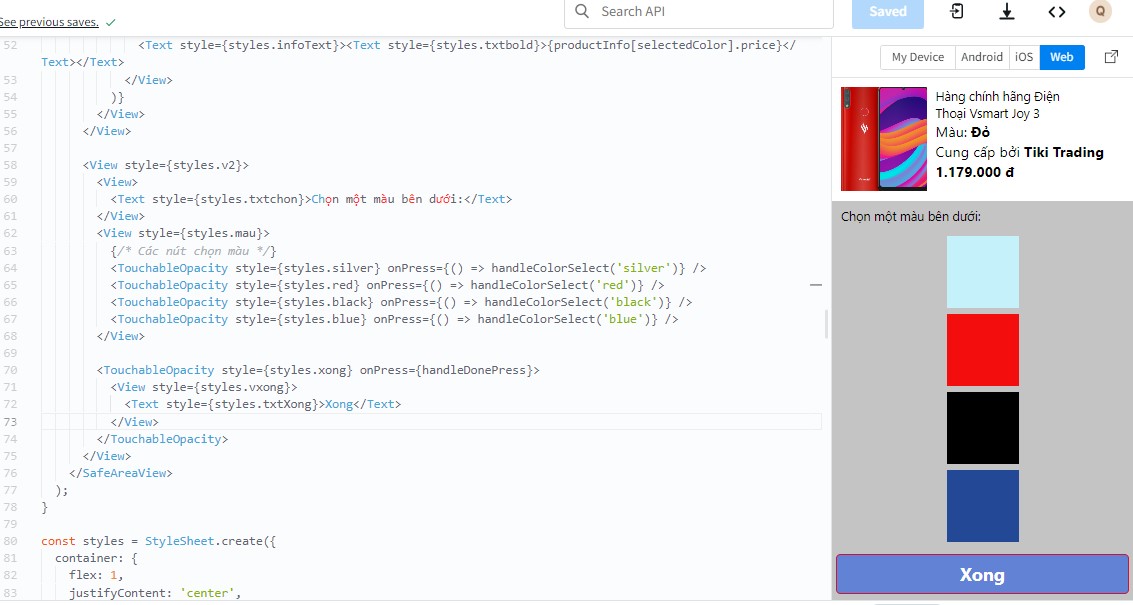 See previous saves.
Search API
Saved
Q
52 <Text style={styles.infoText}><Text style={styles.txtbold}>{productInfo[selectedColor].price}</
Text></Text>
53 </View>
54 )}
55 </View>
56 </View>
57
58 <View style={styles.v2}>
59 <View>
60 <Text style={styles.txtchon}>Chọn một màu bên dưới:</Text>
61 </View>
62 <View style={styles.mau}>
63 {/* Các nút chọn màu */}
64 <TouchableOpacity style={styles.silver} onPress={() => handleColorSelect('silver')} />
65 <TouchableOpacity style={styles.red} onPress={() => handleColorSelect('red')} />
66 <TouchableOpacity style={styles.black} onPress={() => handleColorSelect('black')} />
67 <TouchableOpacity style={styles.blue} onPress={() => handleColorSelect('blue')} />
68 </View>
69
70 <TouchableOpacity style={styles.xong} onPress={handleDonePress}>
71 <View style={styles.vxong}>
72 <Text style={styles.txtXong}>Xong</Text>
73 </View>
74 </TouchableOpacity>
75 </View>
76 </SafeAreaView>
77 );
78 }
79
80 const styles = StyleSheet.create({
81 container: {
82 flex: 1,
83 justifyContent: 'center',
My Device Android iOS Web
Hàng chính hãng Điện
Thoại Vsmart Joy 3
Màu: Đỏ
Cung cấp bởi Tiki Trading
1.179.000 đ
Chọn một màu bên dưới:
Xong